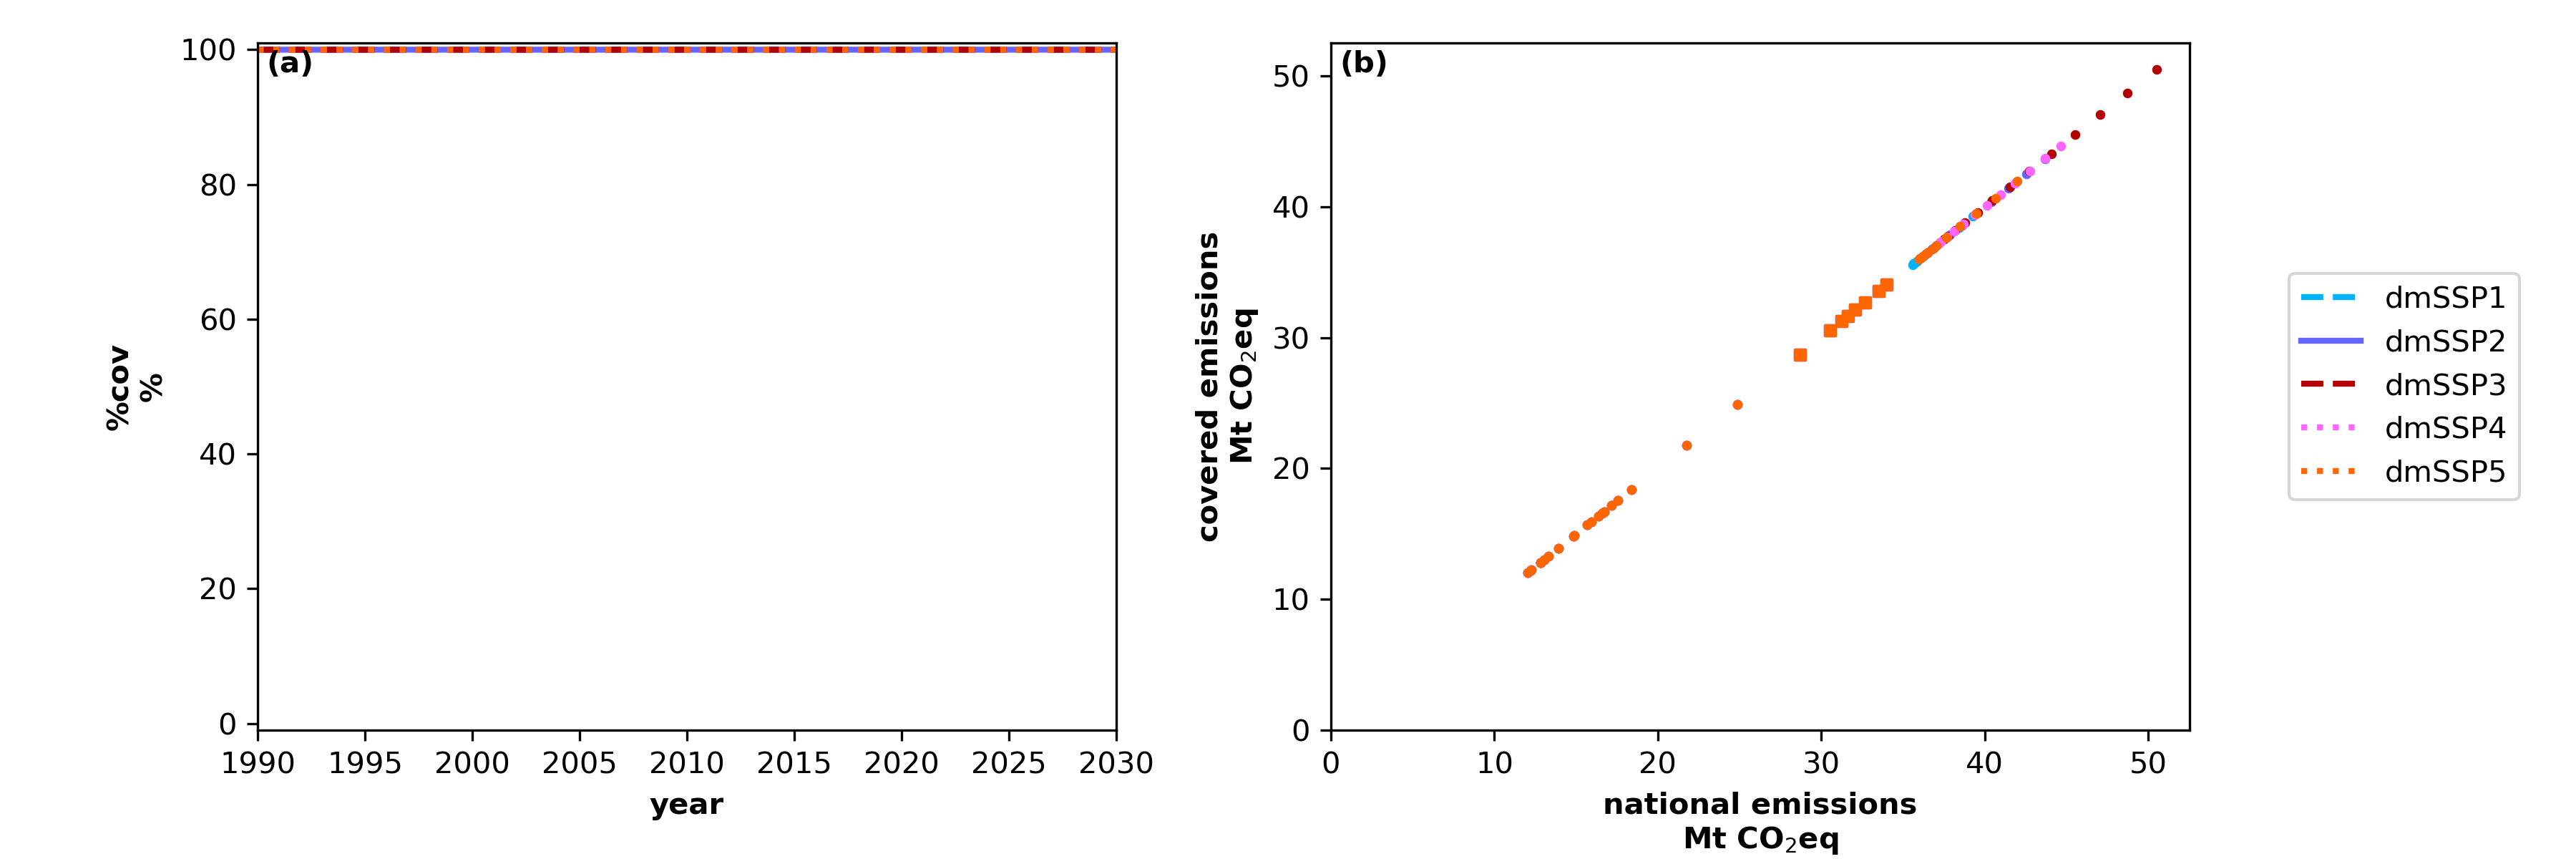 (a)
100
80
60
40
20
0
%cov
%
1990 1995 2000 2005 2010 2015 2020 2025 2030
year
(b)
50
40
30
20
10
0
covered emissions
Mt CO₂eq
0 10 20 30 40 50
national emissions
Mt CO₂eq
dmSSP1
dmSSP2
dmSSP3
dmSSP4
dmSSP5